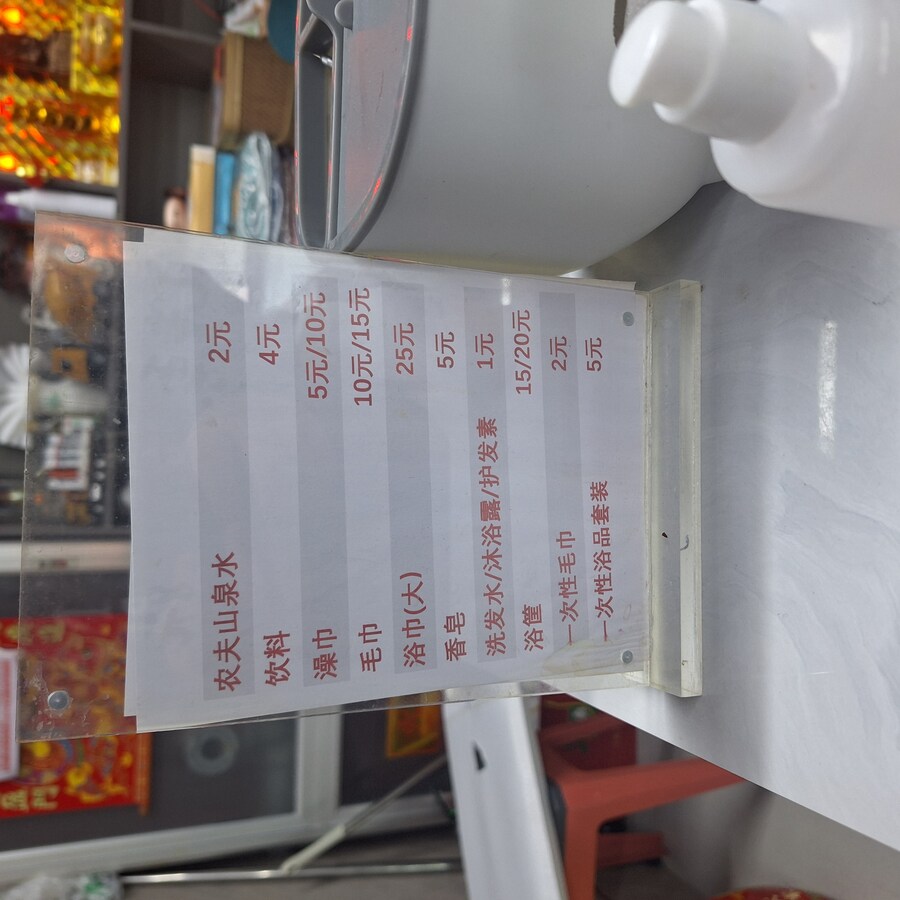 农夫山泉水 2元
饮料 4元
澡巾 5元/10元
毛巾 10元/15元
浴巾(大) 25元
香皂 5元
洗发水/沐浴露/护发素 1元
浴筐 15/20元
一次性毛巾 2元
一次性浴品套装 5元